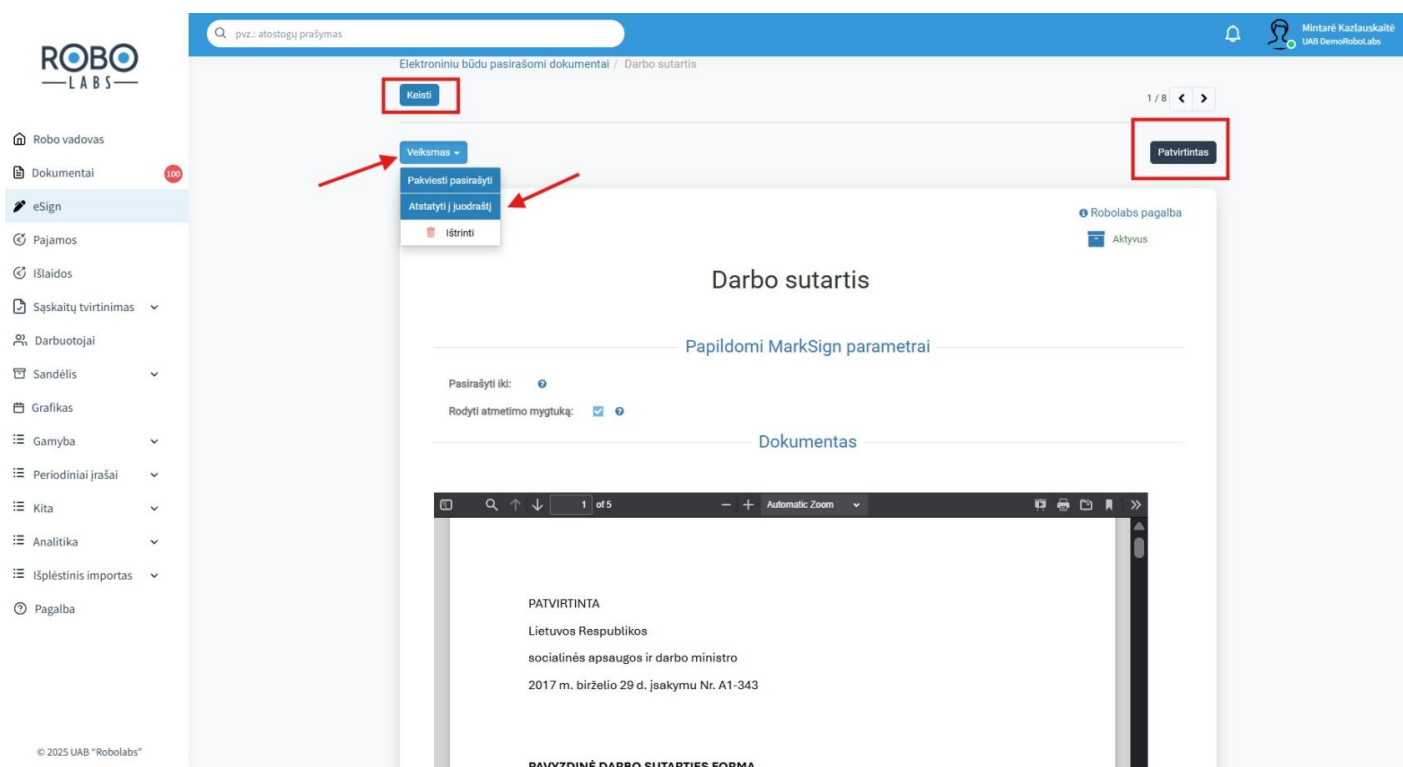 ROBO
LABS
pvz.: atostogų prašymas
Mintarė Kazlauskaitė
UAB DemoRoboLabs
Robo vadovas
Dokumentai 100
eSign
Pajamos
Išlaidos
Sąskaitų tvirtinimas
Darbuotojai
Sandėlis
Grafikas
Gamyba
Periodiniai įrašai
Kita
Analitika
Išplėstinis importas
Pagalba
© 2025 UAB “Robolabs”
Elektroniniu būdu pasirašomi dokumentai / Darbo sutartis
Keisti
1 / 8
Veiksmas
Patvirtintas
Pakviesti pasirašyti
Atstatyti į juodraštį
Ištrinti
Robolabs pagalba
Aktyvus
Darbo sutartis
Papildomi MarkSign parametrai
Pasirašyti iki:
Rodyti atmetimo mygtuką:
Dokumentas
1 of 5
Automatic Zoom
PATVIRTINTA
Lietuvos Respublikos
socialinės apsaugos ir darbo ministro
2017 m. birželio 29 d. įsakymu Nr. A1-343
PAVYZDINĖ DARBO SUTARTIES FORMA